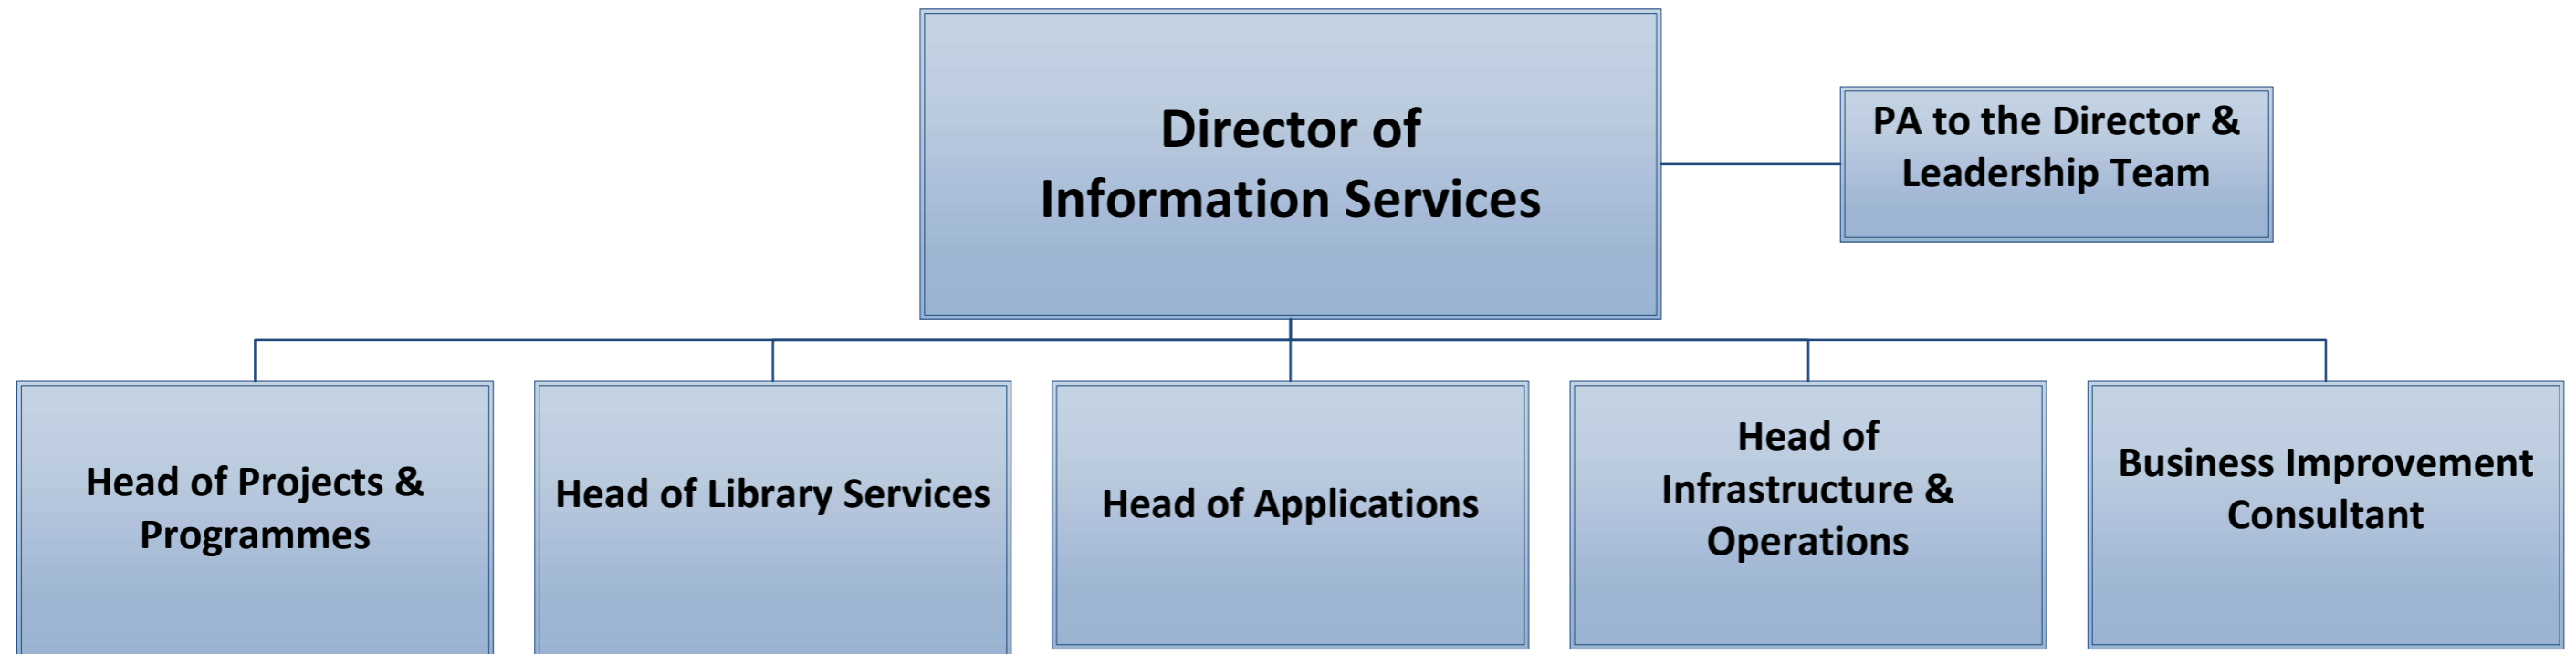 Director of
Information Services
PA to the Director &
Leadership Team
Head of Projects &
Programmes
Head of Library Services
Head of Applications
Head of
Infrastructure &
Operations
Business Improvement
Consultant